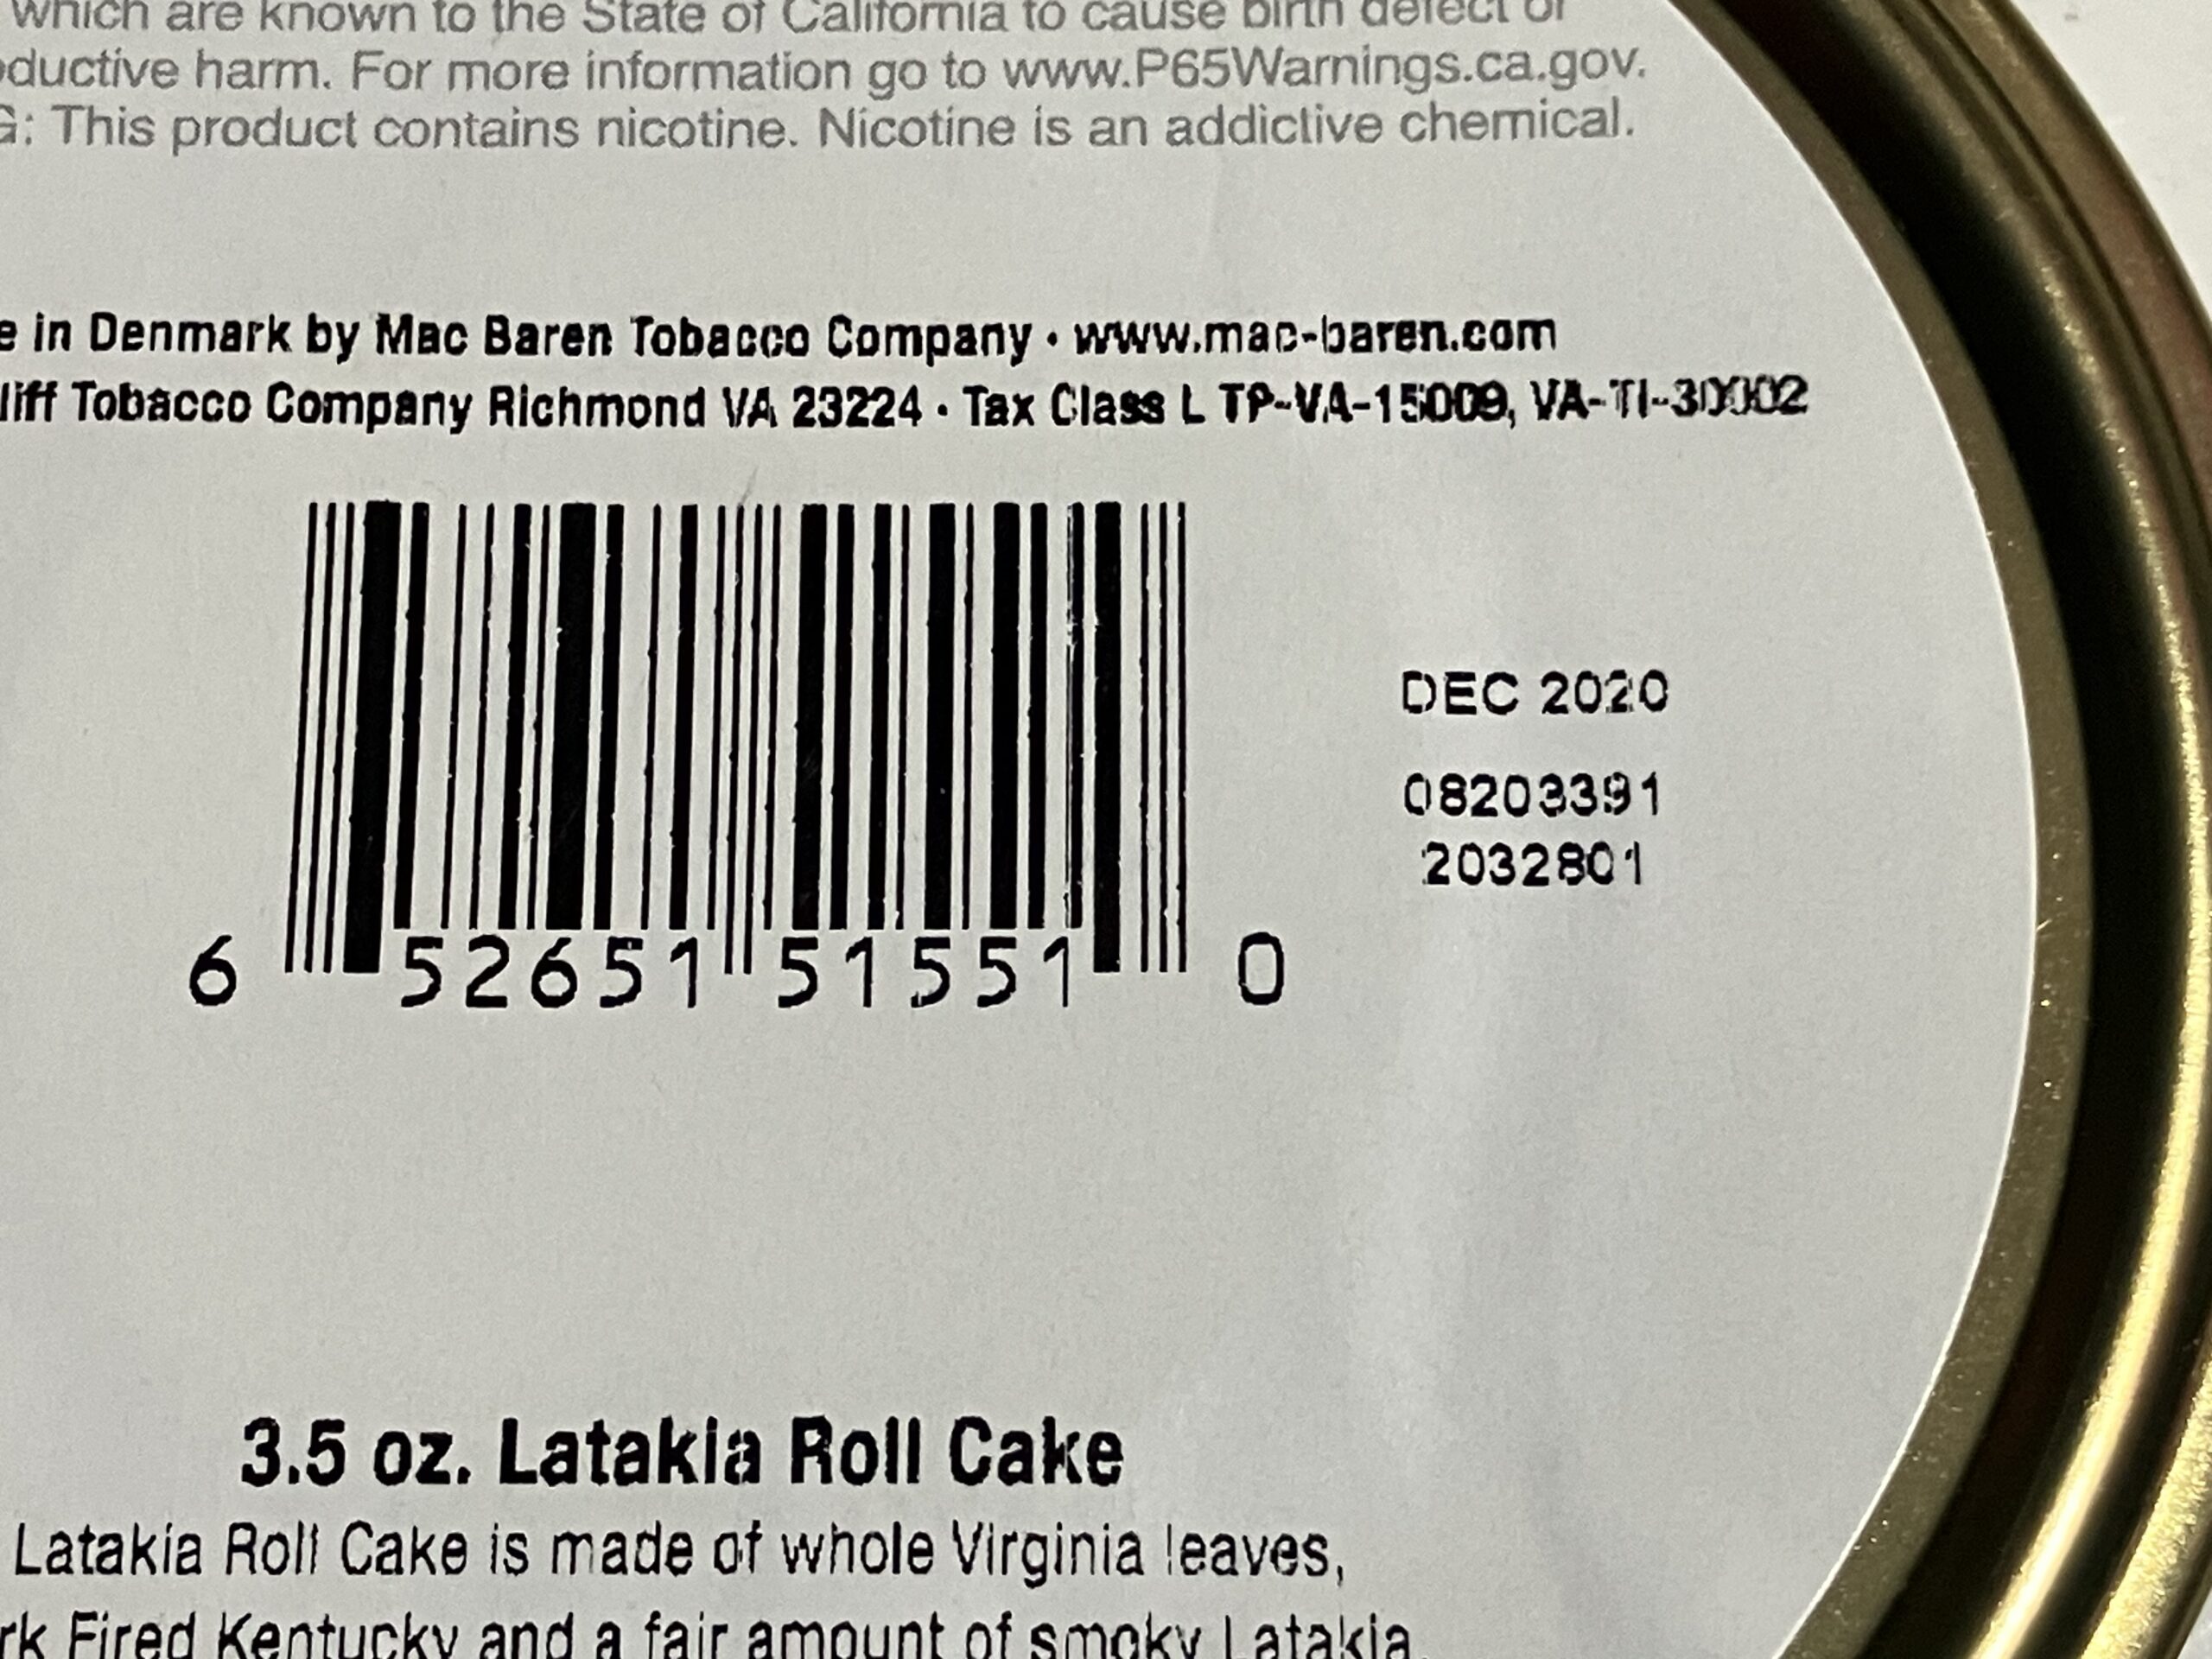 which are known to the State of California to cause birth defect or
oductive harm. For more information go to www.P65Warnings.ca.gov.
G: This product contains nicotine. Nicotine is an addictive chemical.
e in Denmark by Mac Baren Tobacco Company · www.mac-baren.com
liff Tobacco Company Richmond VA 23224 · Tax Class L TP-VA-15009, VA-TI-30002
DEC 2020
08203391
2032801
6 52651 51551 0
3.5 oz. Latakia Roll Cake
Latakia Roll Cake is made of whole Virginia leaves,
rk Fired Kentucky and a fair amount of smoky Latakia.